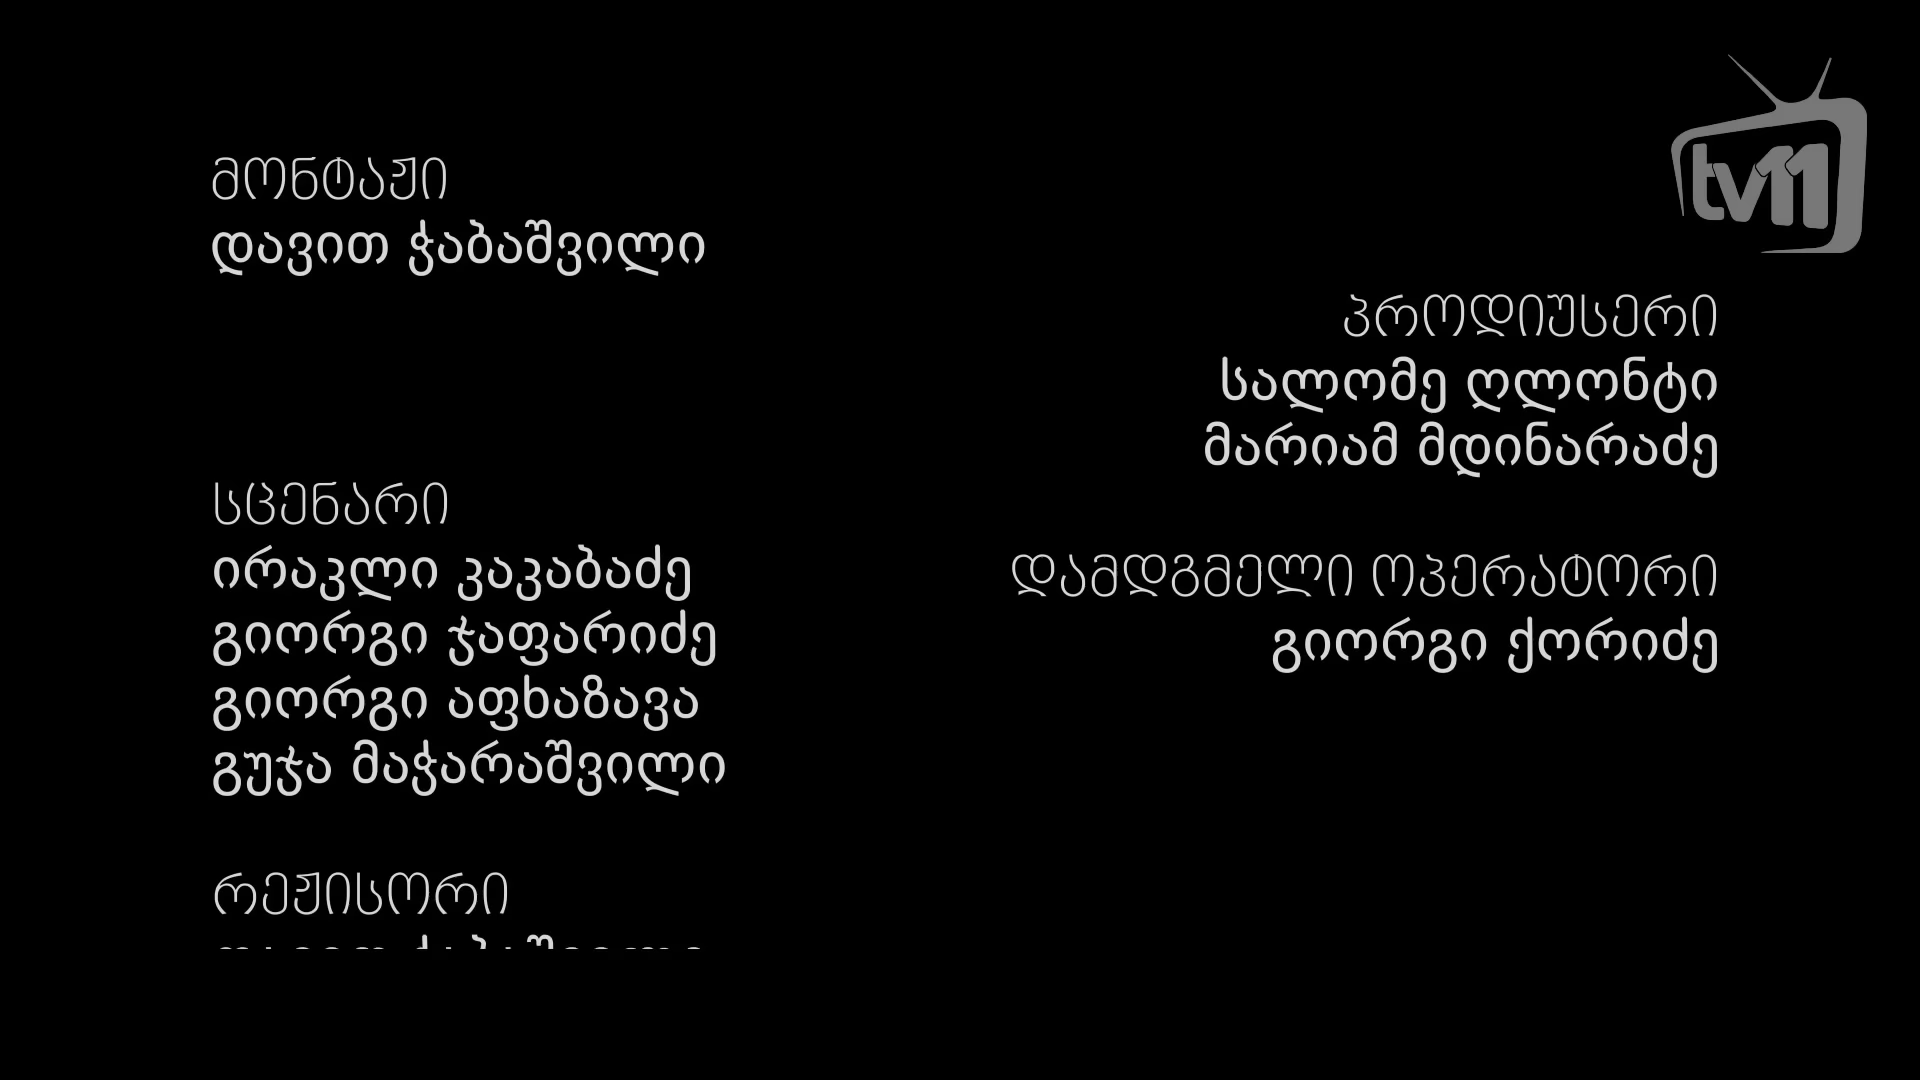 tv11
მონტაჟი
დავით ჭაბაშვილი
პროდიუსერი
სალომე ღლონტი
მარიამ მდინარაძე
სცენარი
ირაკლი კაკაბაძე
გიორგი ჯაფარიძე
გიორგი აფხაზავა
გუჯა მაჭარაშვილი
დამდგმელი ოპერატორი
გიორგი ქორიძე
რეჟისორი